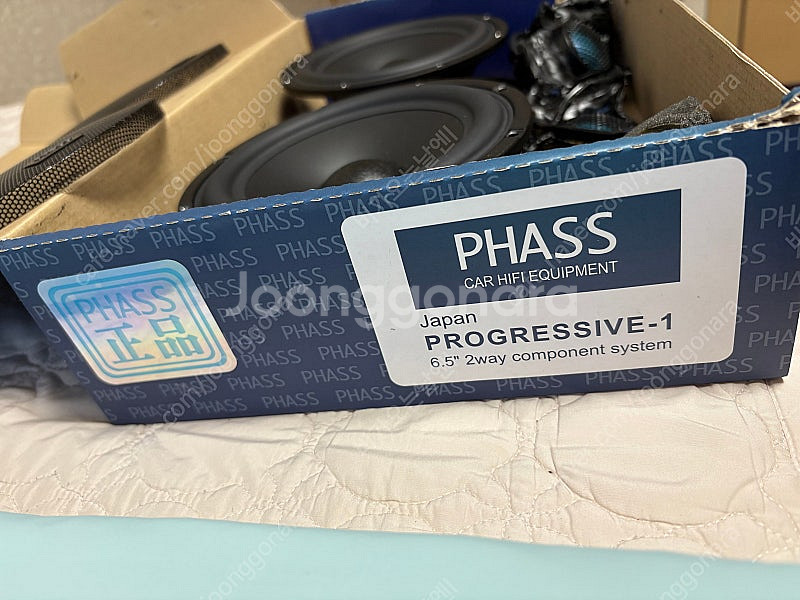 PHASS
CAR HIFI EQUIPMENT
Japan
PROGRESSIVE-1
6.5" 2way component system
PHASS
正品
Joonggonara